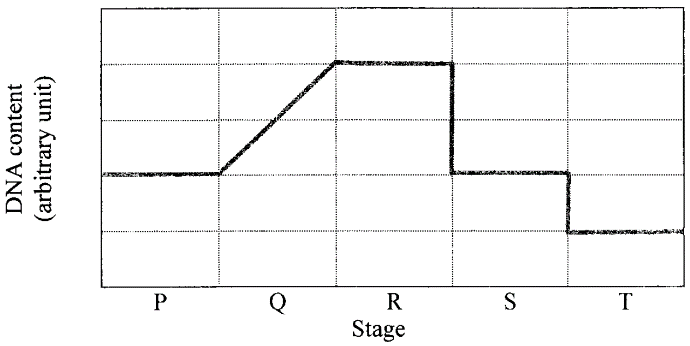 DNA content
(arbitrary unit)
P Q R S T
Stage